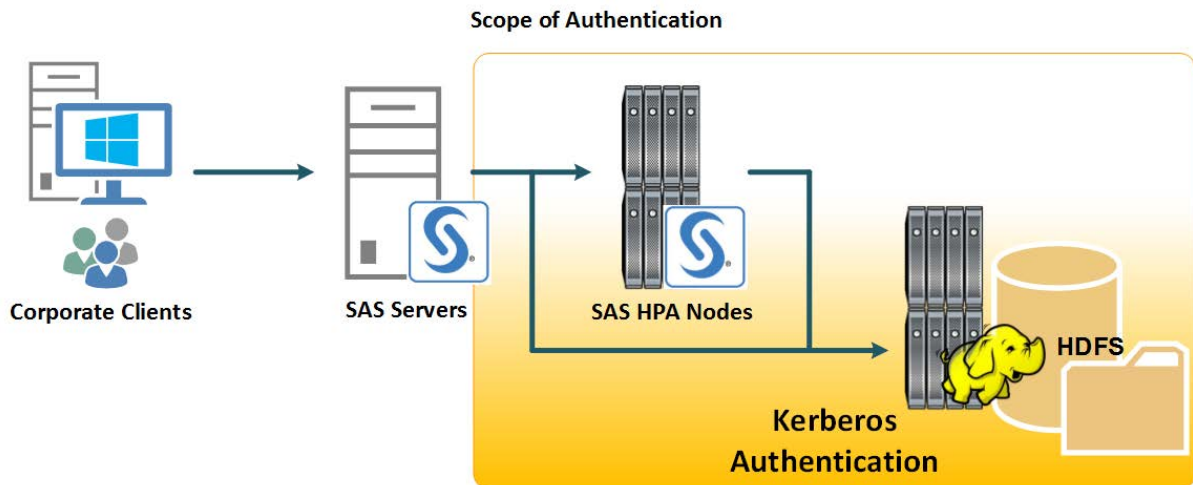 Scope of Authentication
Corporate Clients
SAS Servers
SAS HPA Nodes
HDFS
Kerberos
Authentication